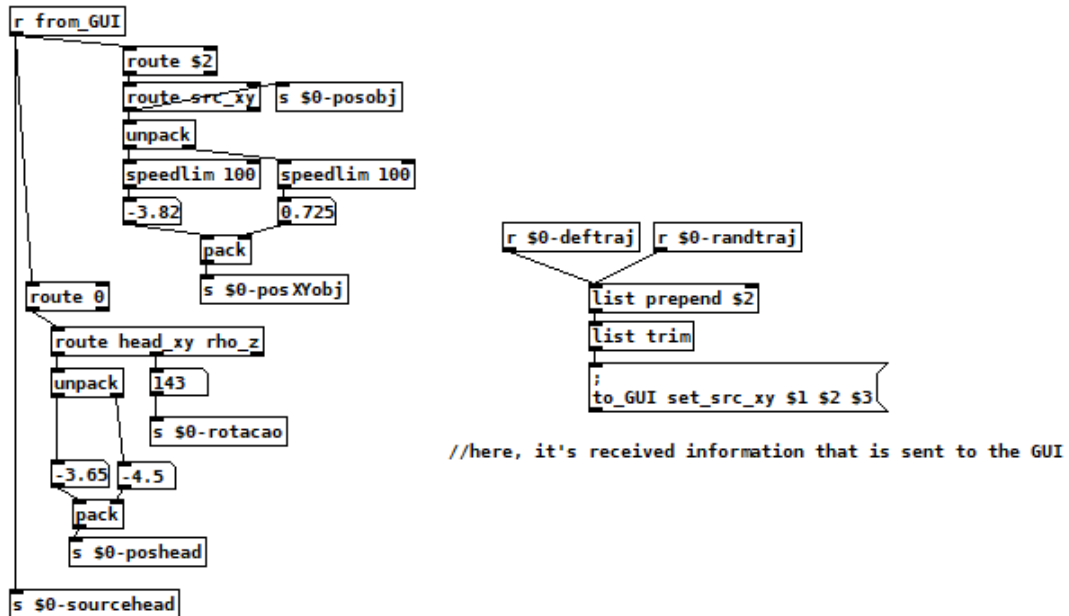 r from_GUI
route $2
route src_xy
s $0-posobj
unpack
speedlim 100
speedlim 100
-3.82
0.725
pack
s $0-posXYobj
route 0
route head_xy rho_z
unpack
143
s $0-rotacao
-3.65
-4.5
pack
s $0-poshead
s $0-sourcehead
r $0-deftraj
r $0-randtraj
list prepend $2
list trim
;
to_GUI set_src_xy $1 $2 $3
//here, it's received information that is sent to the GUI